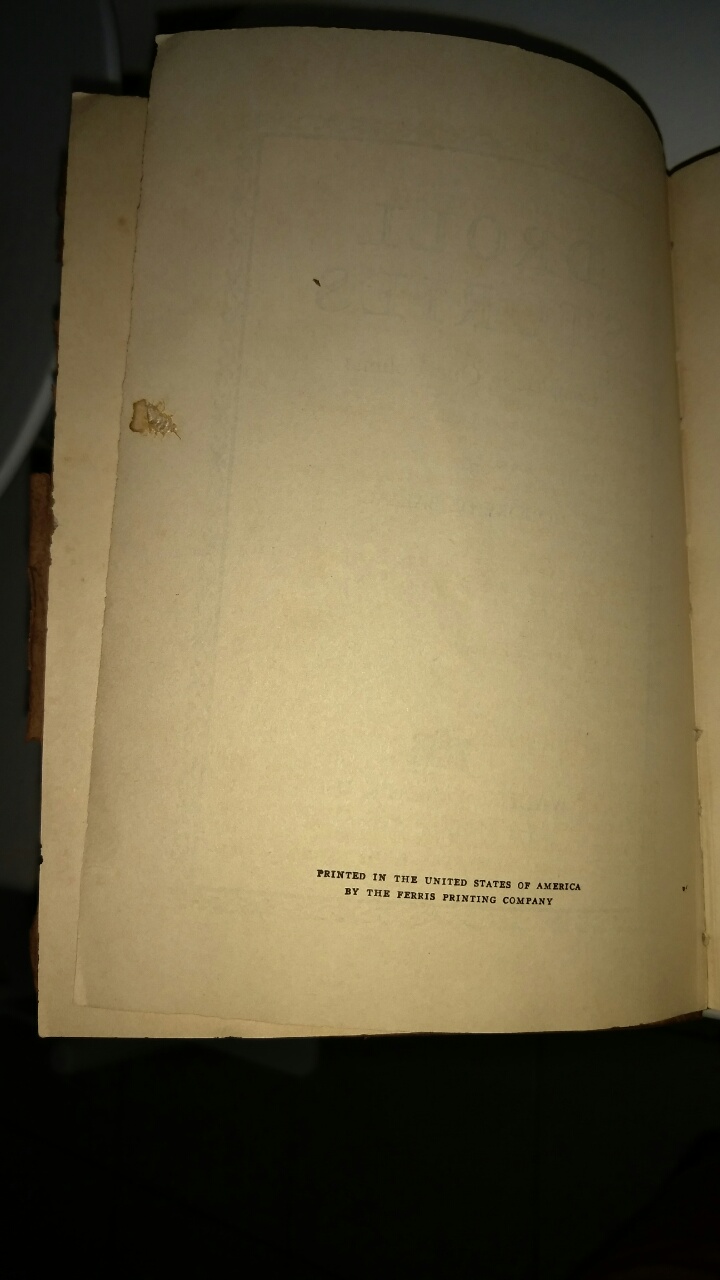 PRINTED IN THE UNITED STATES OF AMERICA
BY THE FERRIS PRINTING COMPANY